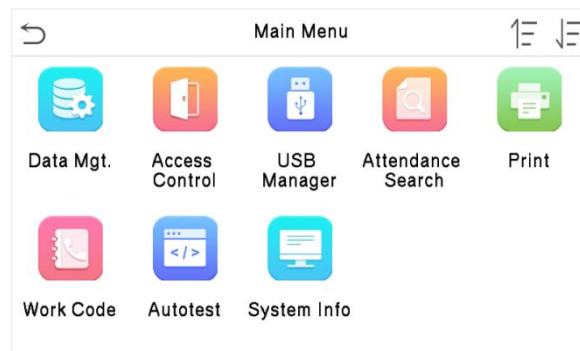 Main Menu
Data Mgt.
Access
Control
USB
Manager
Attendance
Search
Print
Work Code
Autotest
System Info